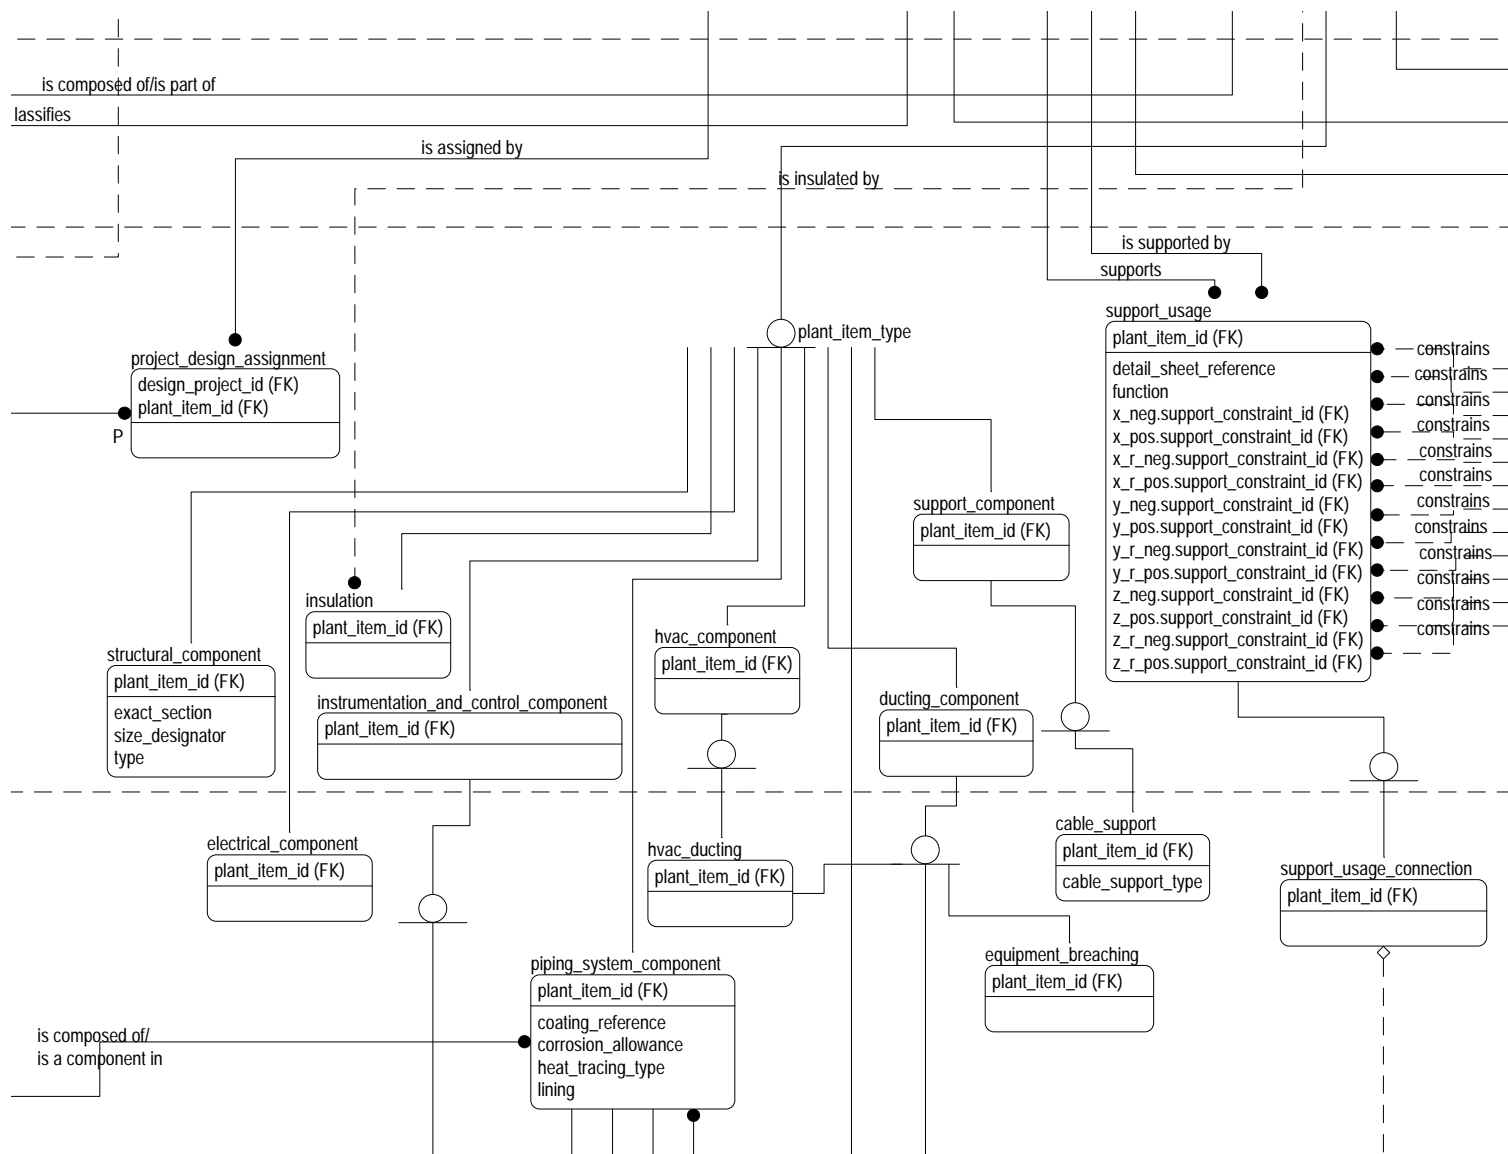 is composed of/is part of
lassifies
is assigned by
is insulated by
is supported by
supports
plant_item_type
support_usage
plant_item_id (FK)
detail_sheet_reference
function
x_neg.support_constraint_id (FK)
x_pos.support_constraint_id (FK)
x_r_neg.support_constraint_id (FK)
x_r_pos.support_constraint_id (FK)
y_neg.support_constraint_id (FK)
y_pos.support_constraint_id (FK)
y_r_neg.support_constraint_id (FK)
y_r_pos.support_constraint_id (FK)
z_neg.support_constraint_id (FK)
z_pos.support_constraint_id (FK)
z_r_neg.support_constraint_id (FK)
z_r_pos.support_constraint_id (FK)
constrains
constrains
constrains
constrains
constrains
constrains
constrains
constrains
constrains
constrains
constrains
constrains
project_design_assignment
design_project_id (FK)
plant_item_id (FK)
P
support_component
plant_item_id (FK)
insulation
plant_item_id (FK)
hvac_component
plant_item_id (FK)
structural_component
plant_item_id (FK)
exact_section
size_designator
type
instrumentation_and_control_component
plant_item_id (FK)
ducting_component
plant_item_id (FK)
electrical_component
plant_item_id (FK)
hvac_ducting
plant_item_id (FK)
cable_support
plant_item_id (FK)
cable_support_type
support_usage_connection
plant_item_id (FK)
equipment_breaching
plant_item_id (FK)
piping_system_component
plant_item_id (FK)
coating_reference
corrosion_allowance
heat_tracing_type
lining
is composed of/
is a component in